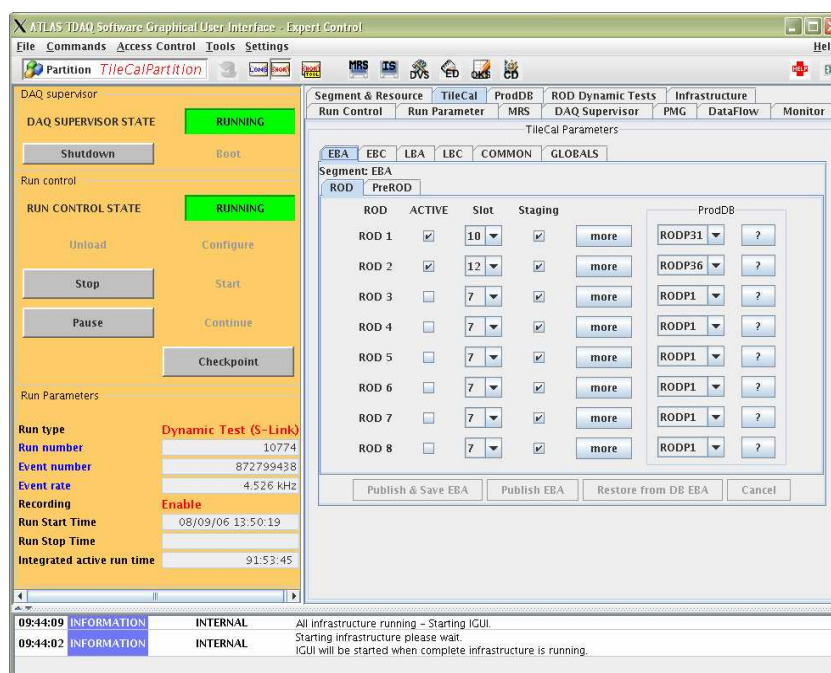 ATLAS TDAQ Software Graphical User Interface - Expert Control
File Commands Access Control Tools Settings Hel
Partition TileCalPartition LONG SHORT MRS IS DVS ED OKS CD HELP
DAQ supervisor
DAQ SUPERVISOR STATE RUNNING
Shutdown Boot
Run control
RUN CONTROL STATE RUNNING
Unload Configure
Stop Start
Pause Continue
Checkpoint
Run Parameters
Run type Dynamic Test (S-Link)
Run number 10774
Event number 872799438
Event rate 4.526 kHz
Recording Enable
Run Start Time 08/09/06 13:50:19
Run Stop Time
Integrated active run time 91:53:45
Segment & Resource TileCal ProdDB ROD Dynamic Tests Infrastructure
Run Control Run Parameter MRS DAQ Supervisor PMG DataFlow Monitor
TileCal Parameters
EBA EBC LBA LBC COMMON GLOBALS
Segment: EBA
ROD PreROD
ROD ACTIVE Slot Staging ProdDB
ROD 1 10 more RODP31 ?
ROD 2 12 more RODP36 ?
ROD 3 7 more RODP1 ?
ROD 4 7 more RODP1 ?
ROD 5 7 more RODP1 ?
ROD 6 7 more RODP1 ?
ROD 7 7 more RODP1 ?
ROD 8 7 more RODP1 ?
Publish & Save EBA Publish EBA Restore from DB EBA Cancel
09:44:09 INFORMATION INTERNAL All infrastructure running - Starting IGUI.
09:44:02 INFORMATION INTERNAL Starting infrastructure please wait.
IGUI will be started when complete infrastructure is running.